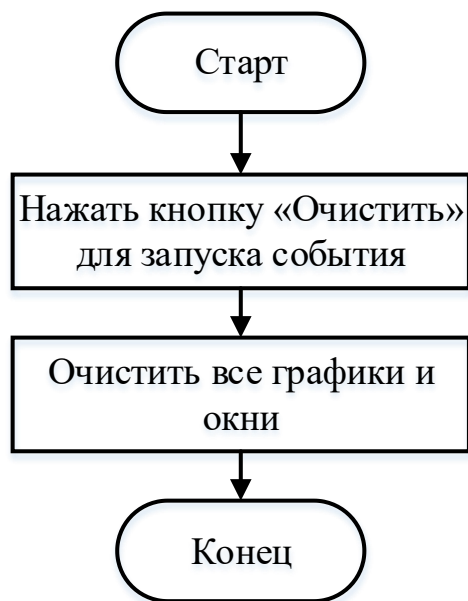 Старт
Нажать кнопку «Очистить»
для запуска события
Очистить все графики и
окни
Конец